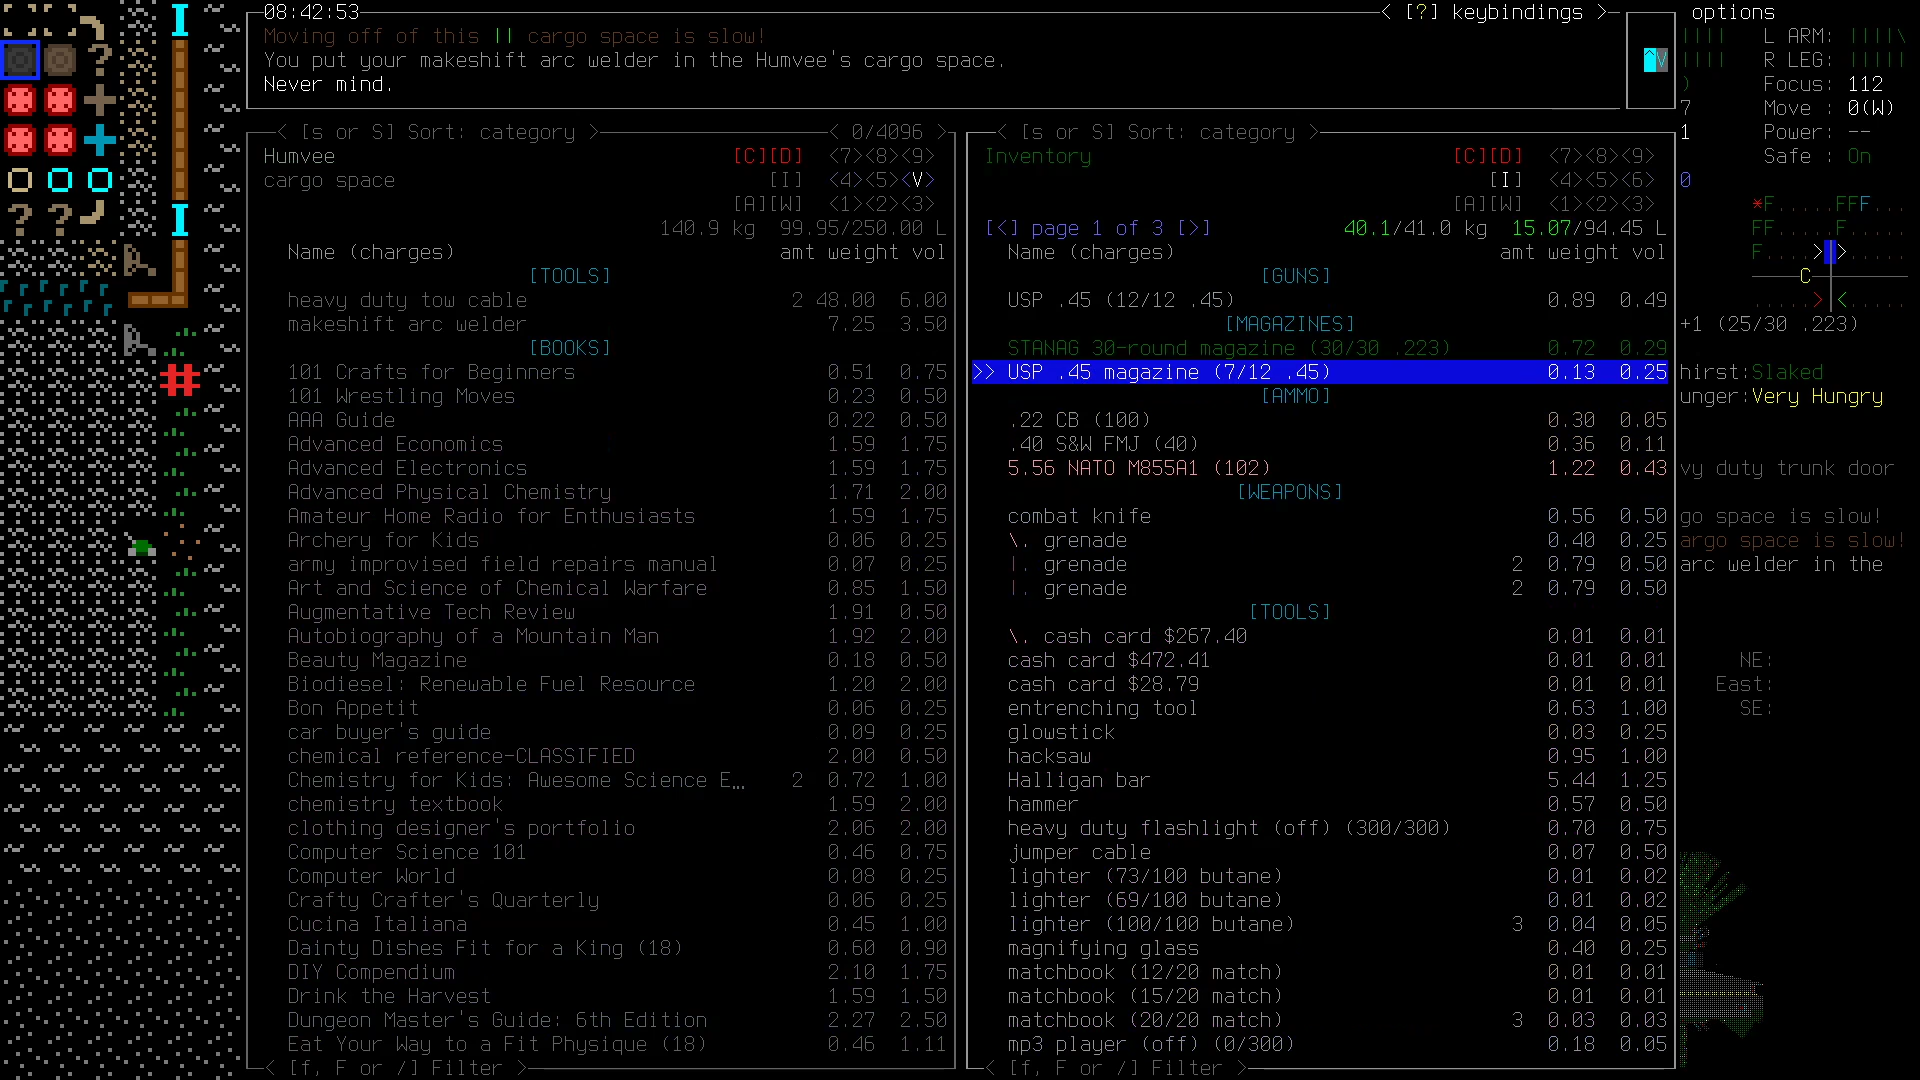 08:42:53 < [?] keybindings >
Moving off of this || cargo space is slow!
You put your makeshift arc welder in the Humvee's cargo space.
Never mind.
< [s or S] Sort: category > < 0/4096 >
Humvee [C][D] <7><8><9>
cargo space [I] <4><5><V>
[A][W] <1><2><3>
140.9 kg 99.95/250.00 L
Name (charges) amt weight vol
[TOOLS]
heavy duty tow cable 2 48.00 6.00
makeshift arc welder 7.25 3.50
[BOOKS]
101 Crafts for Beginners 0.51 0.75
101 Wrestling Moves 0.23 0.50
AAA Guide 0.22 0.50
Advanced Economics 1.59 1.75
Advanced Electronics 1.59 1.75
Advanced Physical Chemistry 1.71 2.00
Amateur Home Radio for Enthusiasts 1.59 1.75
Archery for Kids 0.06 0.25
army improvised field repairs manual 0.07 0.25
Art and Science of Chemical Warfare 0.85 1.50
Augmentative Tech Review 1.91 0.50
Autobiography of a Mountain Man 1.92 2.00
Beauty Magazine 0.18 0.50
Biodiesel: Renewable Fuel Resource 1.20 2.00
Bon Appetit 0.06 0.25
car buyer's guide 0.09 0.25
chemical reference-CLASSIFIED 2.00 0.50
Chemistry for Kids: Awesome Science E… 2 0.72 1.00
chemistry textbook 1.59 2.00
clothing designer's portfolio 2.06 2.00
Computer Science 101 0.46 0.75
Computer World 0.08 0.25
Crafty Crafter's Quarterly 0.06 0.25
Cucina Italiana 0.45 1.00
Dainty Dishes Fit for a King (18) 0.60 0.90
DIY Compendium 2.10 1.75
Drink the Harvest 1.59 1.50
Dungeon Master's Guide: 6th Edition 2.27 2.50
Eat Your Way to a Fit Physique (18) 0.46 1.11
< [f, F or /] Filter >
< [s or S] Sort: category >
Inventory [C][D] <7><8><9>
[I] <4><5><6>
[A][W] <1><2><3>
[<] page 1 of 3 [>] 40.1/41.0 kg 15.07/94.45 L
Name (charges) amt weight vol
[GUNS]
USP .45 (12/12 .45) 0.89 0.49
[MAGAZINES]
STANAG 30-round magazine (30/30 .223) 0.72 0.29
>> USP .45 magazine (7/12 .45) 0.13 0.25
[AMMO]
.22 CB (100) 0.30 0.05
.40 S&W FMJ (40) 0.36 0.11
5.56 NATO M855A1 (102) 1.22 0.43
[WEAPONS]
combat knife 0.56 0.50
\. grenade 0.40 0.25
|. grenade 2 0.79 0.50
|. grenade 2 0.79 0.50
[TOOLS]
\. cash card $267.40 0.01 0.01
cash card $472.41 0.01 0.01
cash card $28.79 0.01 0.01
entrenching tool 0.63 1.00
glowstick 0.03 0.25
hacksaw 0.95 1.00
Halligan bar 5.44 1.25
hammer 0.57 0.50
heavy duty flashlight (off) (300/300) 0.70 0.75
jumper cable 0.07 0.50
lighter (73/100 butane) 0.01 0.02
lighter (69/100 butane) 0.01 0.02
lighter (100/100 butane) 3 0.04 0.05
magnifying glass 0.40 0.25
matchbook (12/20 match) 0.01 0.01
matchbook (15/20 match) 0.01 0.01
matchbook (20/20 match) 3 0.03 0.03
mp3 player (off) (0/300) 0.18 0.05
< [f, F or /] Filter >
options
|||| L ARM: ||||\
|||| R LEG: |||||
) Focus: 112
7 Move : 0(W)
1 Power: --
Safe : On
0
*F.....FFF...
FF......F....
F....> >
C
.....> <.....
+1 (25/30 .223)
hirst:Slaked
unger:Very Hungry
vy duty trunk door
go space is slow!
argo space is slow!
arc welder in the
NE:
East:
SE: